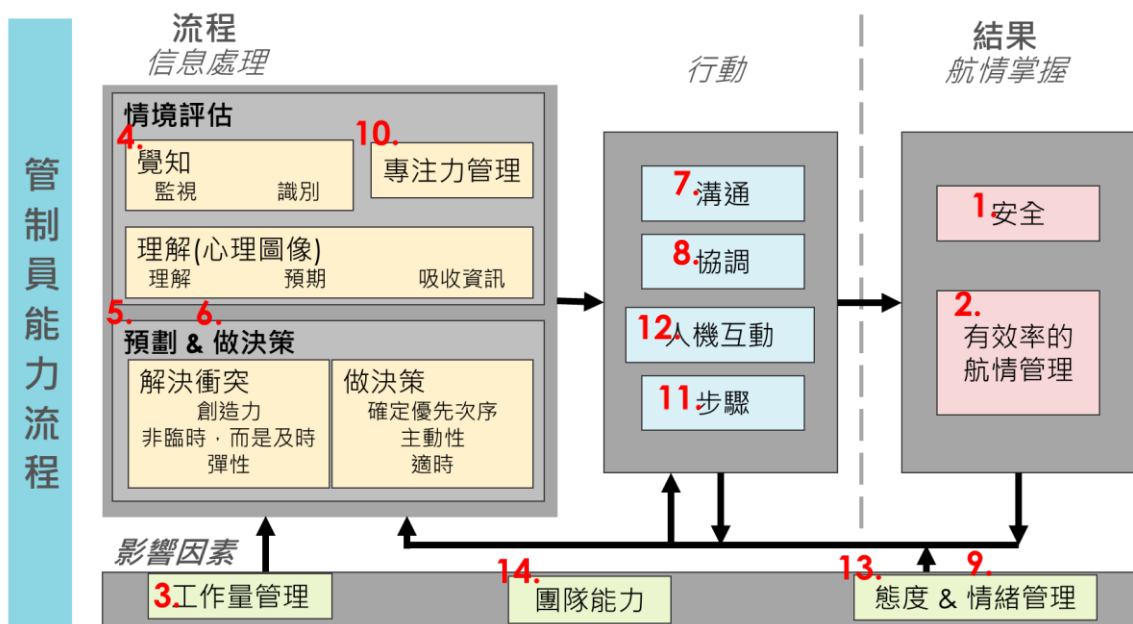 管制員能力流程
流程
信息處理
行動
結果
航情掌握
情境評估
4.
覺知
監視 識別
10.
專注力管理
理解(心理圖像)
理解 預期 吸收資訊
5. 6.
預劃 & 做決策
解決衝突
創造力
非臨時，而是及時
彈性
做決策
確定優先次序
主動性
適時
7.溝通
8.協調
12.人機互動
11.步驟
1.安全
2.
有效率的
航情管理
影響因素
3.工作量管理
14.
團隊能力
13. 9.
態度 & 情緒管理